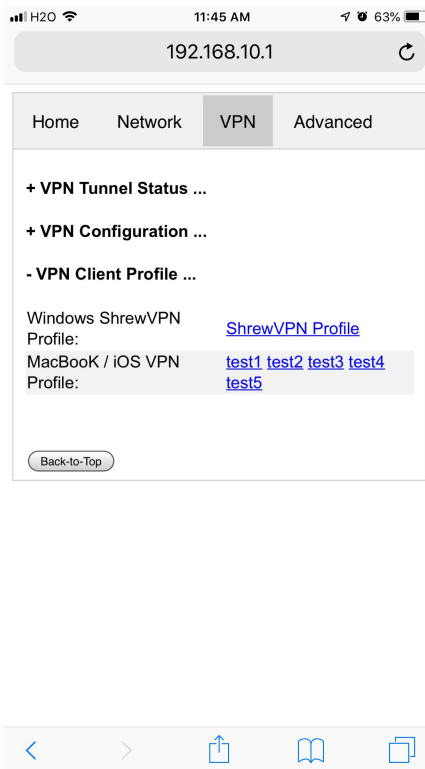 H2O 11:45 AM 63%
192.168.10.1
Home Network VPN Advanced
+ VPN Tunnel Status ...
+ VPN Configuration ...
- VPN Client Profile ...
Windows ShrewVPN
Profile:
ShrewVPN Profile
MacBooK / iOS VPN
Profile:
test1 test2 test3 test4
test5
Back-to-Top